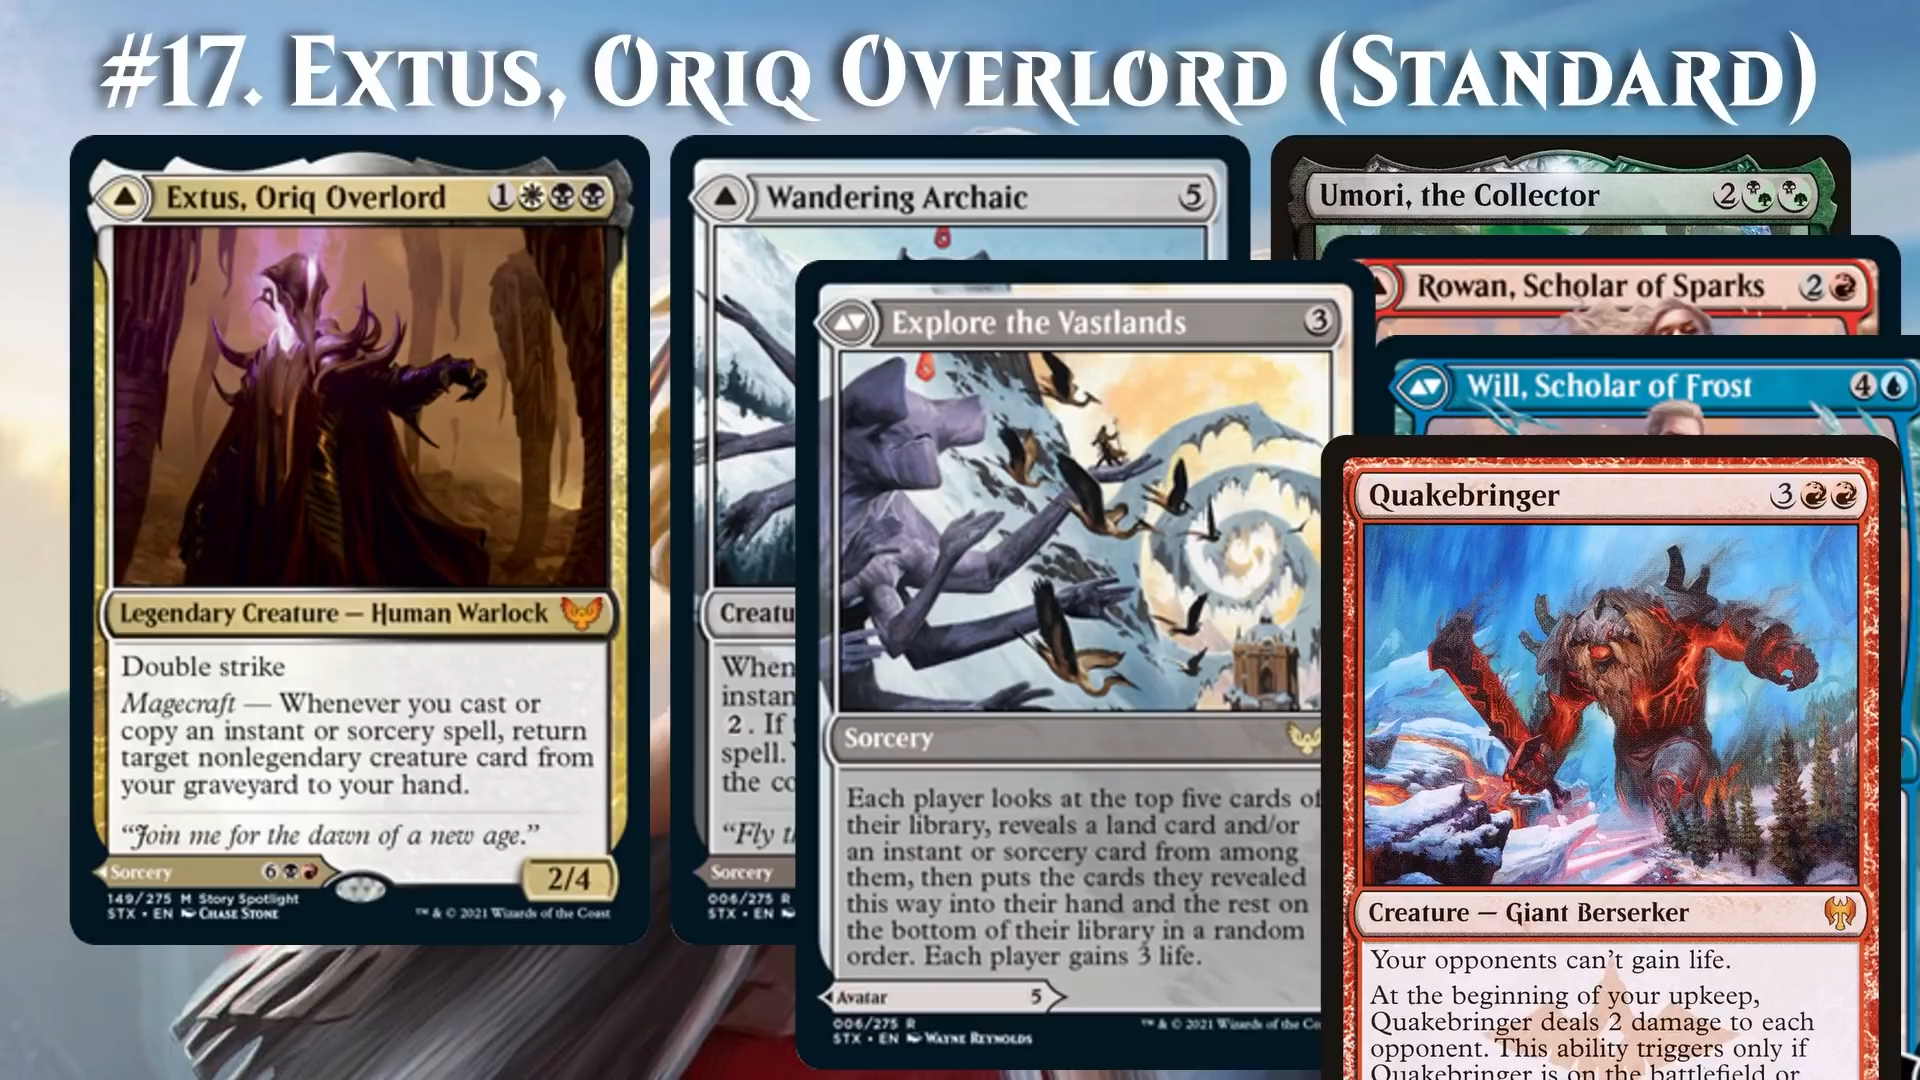 #17. Extus, Oriq Overlord (Standard)
Extus, Oriq Overlord 1
Legendary Creature — Human Warlock
Double strike
Magecraft — Whenever you cast or
copy an instant or sorcery spell, return
target nonlegendary creature card from
your graveyard to your hand.
“Join me for the dawn of a new age.”
Sorcery 6
2/4
149/275 M Story Spotlight
STX • EN Chase Stone
™ & © 2021 Wizards of the Coast
Wandering Archaic 5
Creatu
When
instan
2. If
spell.
the co
“Fly
Sorcery
006/275 R
STX • EN
Explore the Vastlands 3
Sorcery
Each player looks at the top five cards of
their library, reveals a land card and/or
an instant or sorcery card from among
them, then puts the cards they revealed
this way into their hand and the rest on
the bottom of their library in a random
order. Each player gains 3 life.
Avatar 5
006/275 R
STX • EN Wayne Reynolds
™ & © 2021 Wizards of the Co
Umori, the Collector 2
Rowan, Scholar of Sparks 2
Will, Scholar of Frost 4
Quakebringer 3
Creature — Giant Berserker
Your opponents can’t gain life.
At the beginning of your upkeep,
Quakebringer deals 2 damage to each
opponent. This ability triggers only if
Quakebringer is on the battlefield or